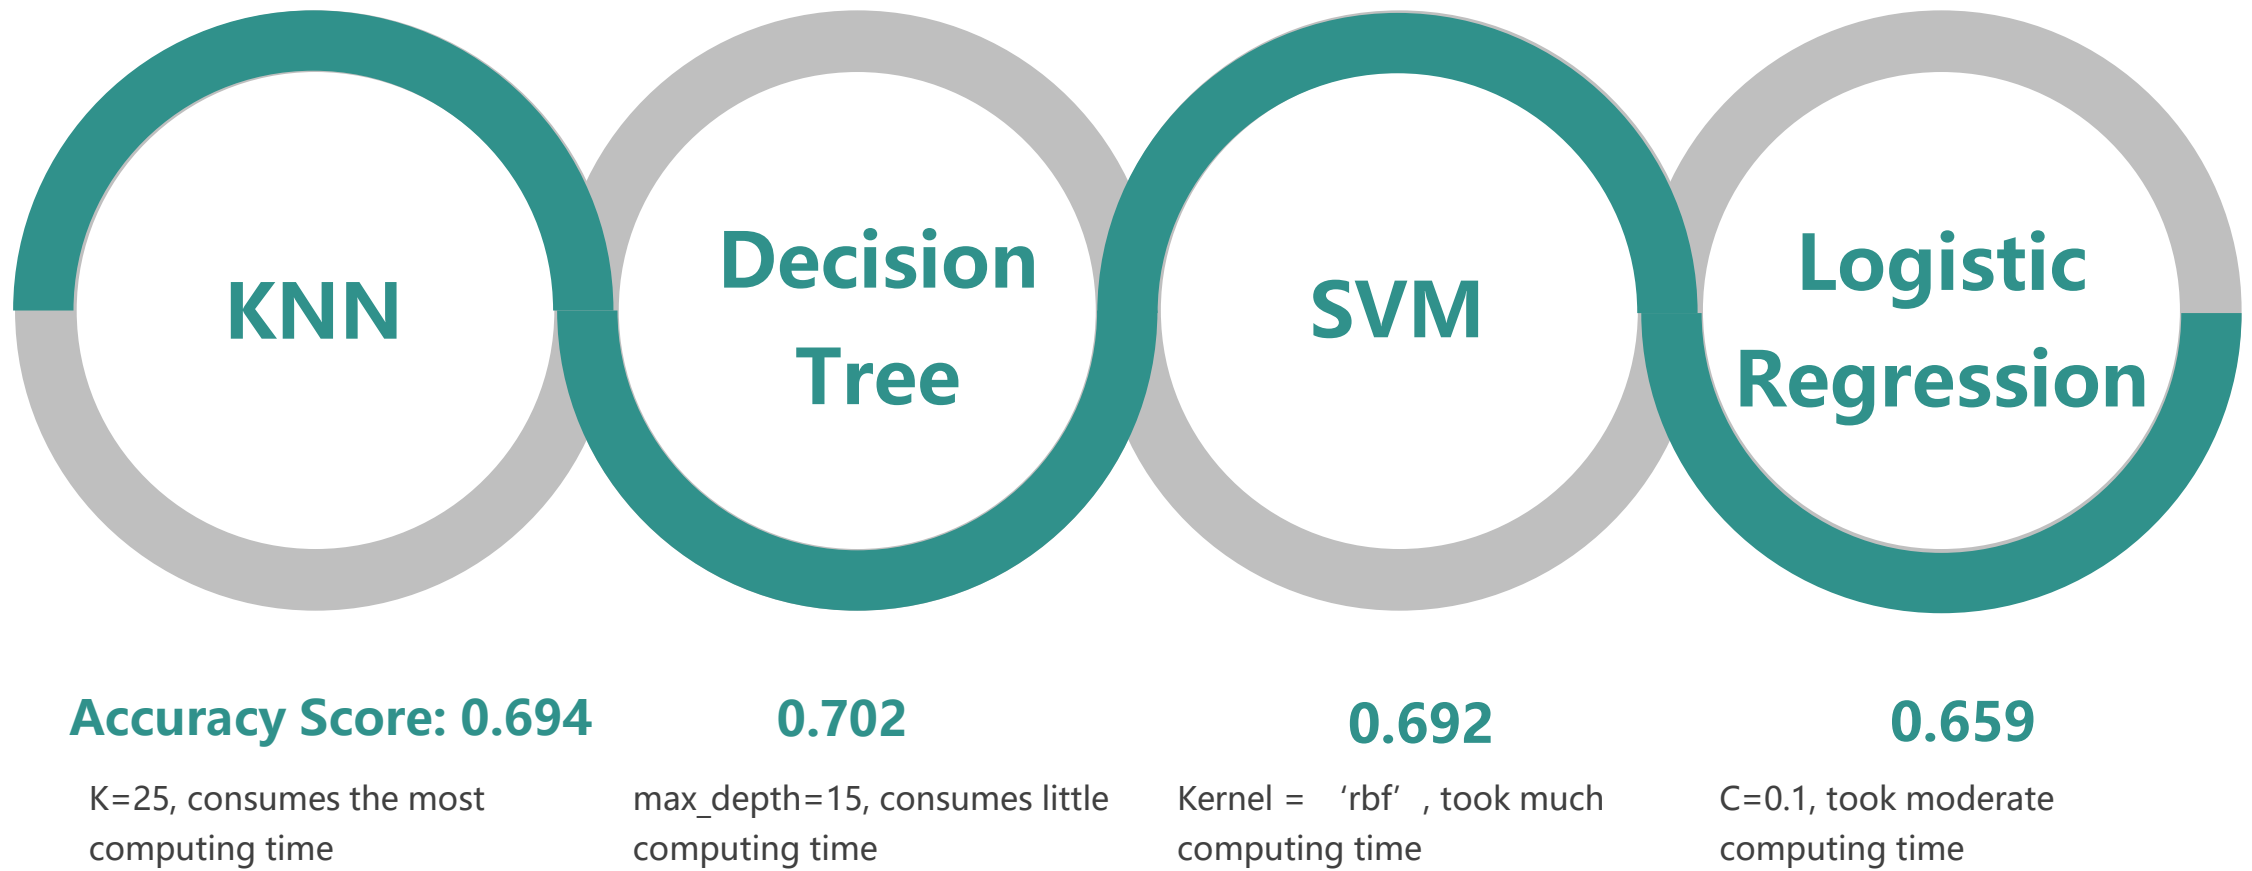 KNN
Decision
Tree
SVM
Logistic
Regression
Accuracy Score: 0.694
K=25, consumes the most
computing time
0.702
max_depth=15, consumes little
computing time
0.692
Kernel = ‘rbf’, took much
computing time
0.659
C=0.1, took moderate
computing time